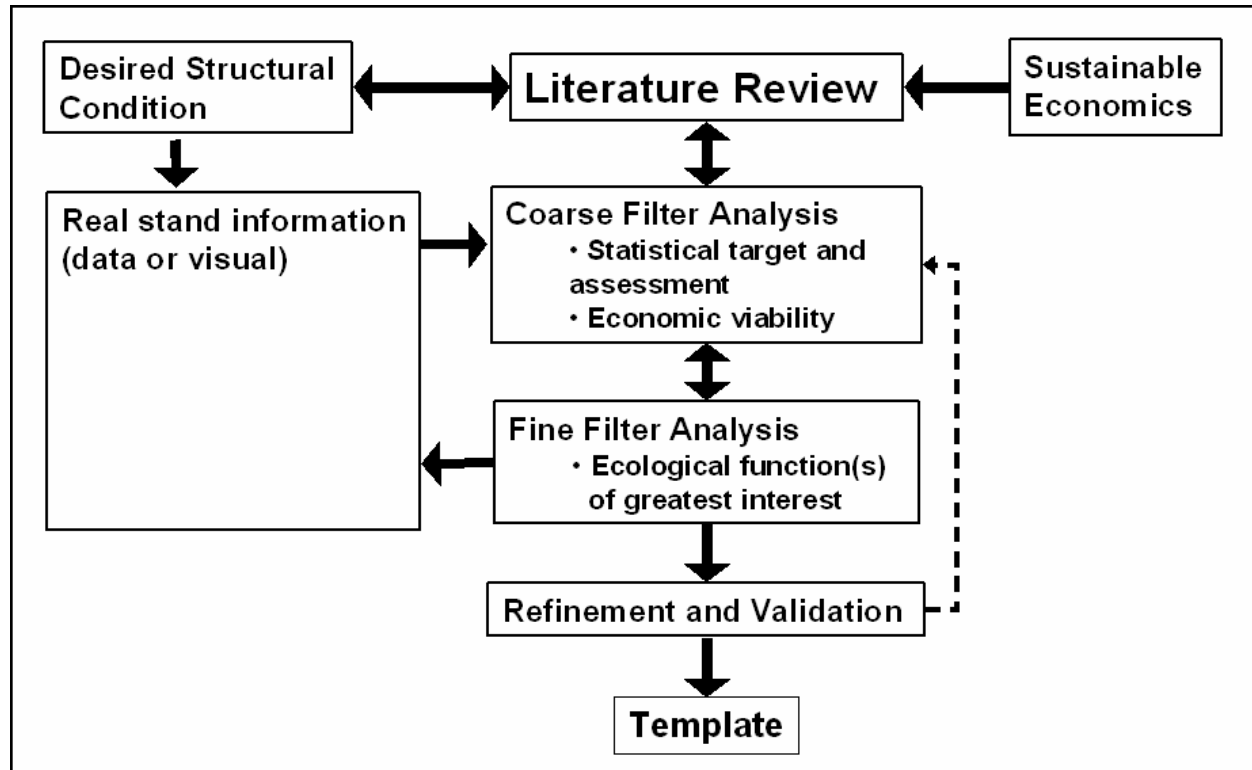 Desired Structural
Condition
Literature Review
Sustainable
Economics
Real stand information
(data or visual)
Coarse Filter Analysis
• Statistical target and
assessment
• Economic viability
Fine Filter Analysis
• Ecological function(s)
of greatest interest
Refinement and Validation
Template